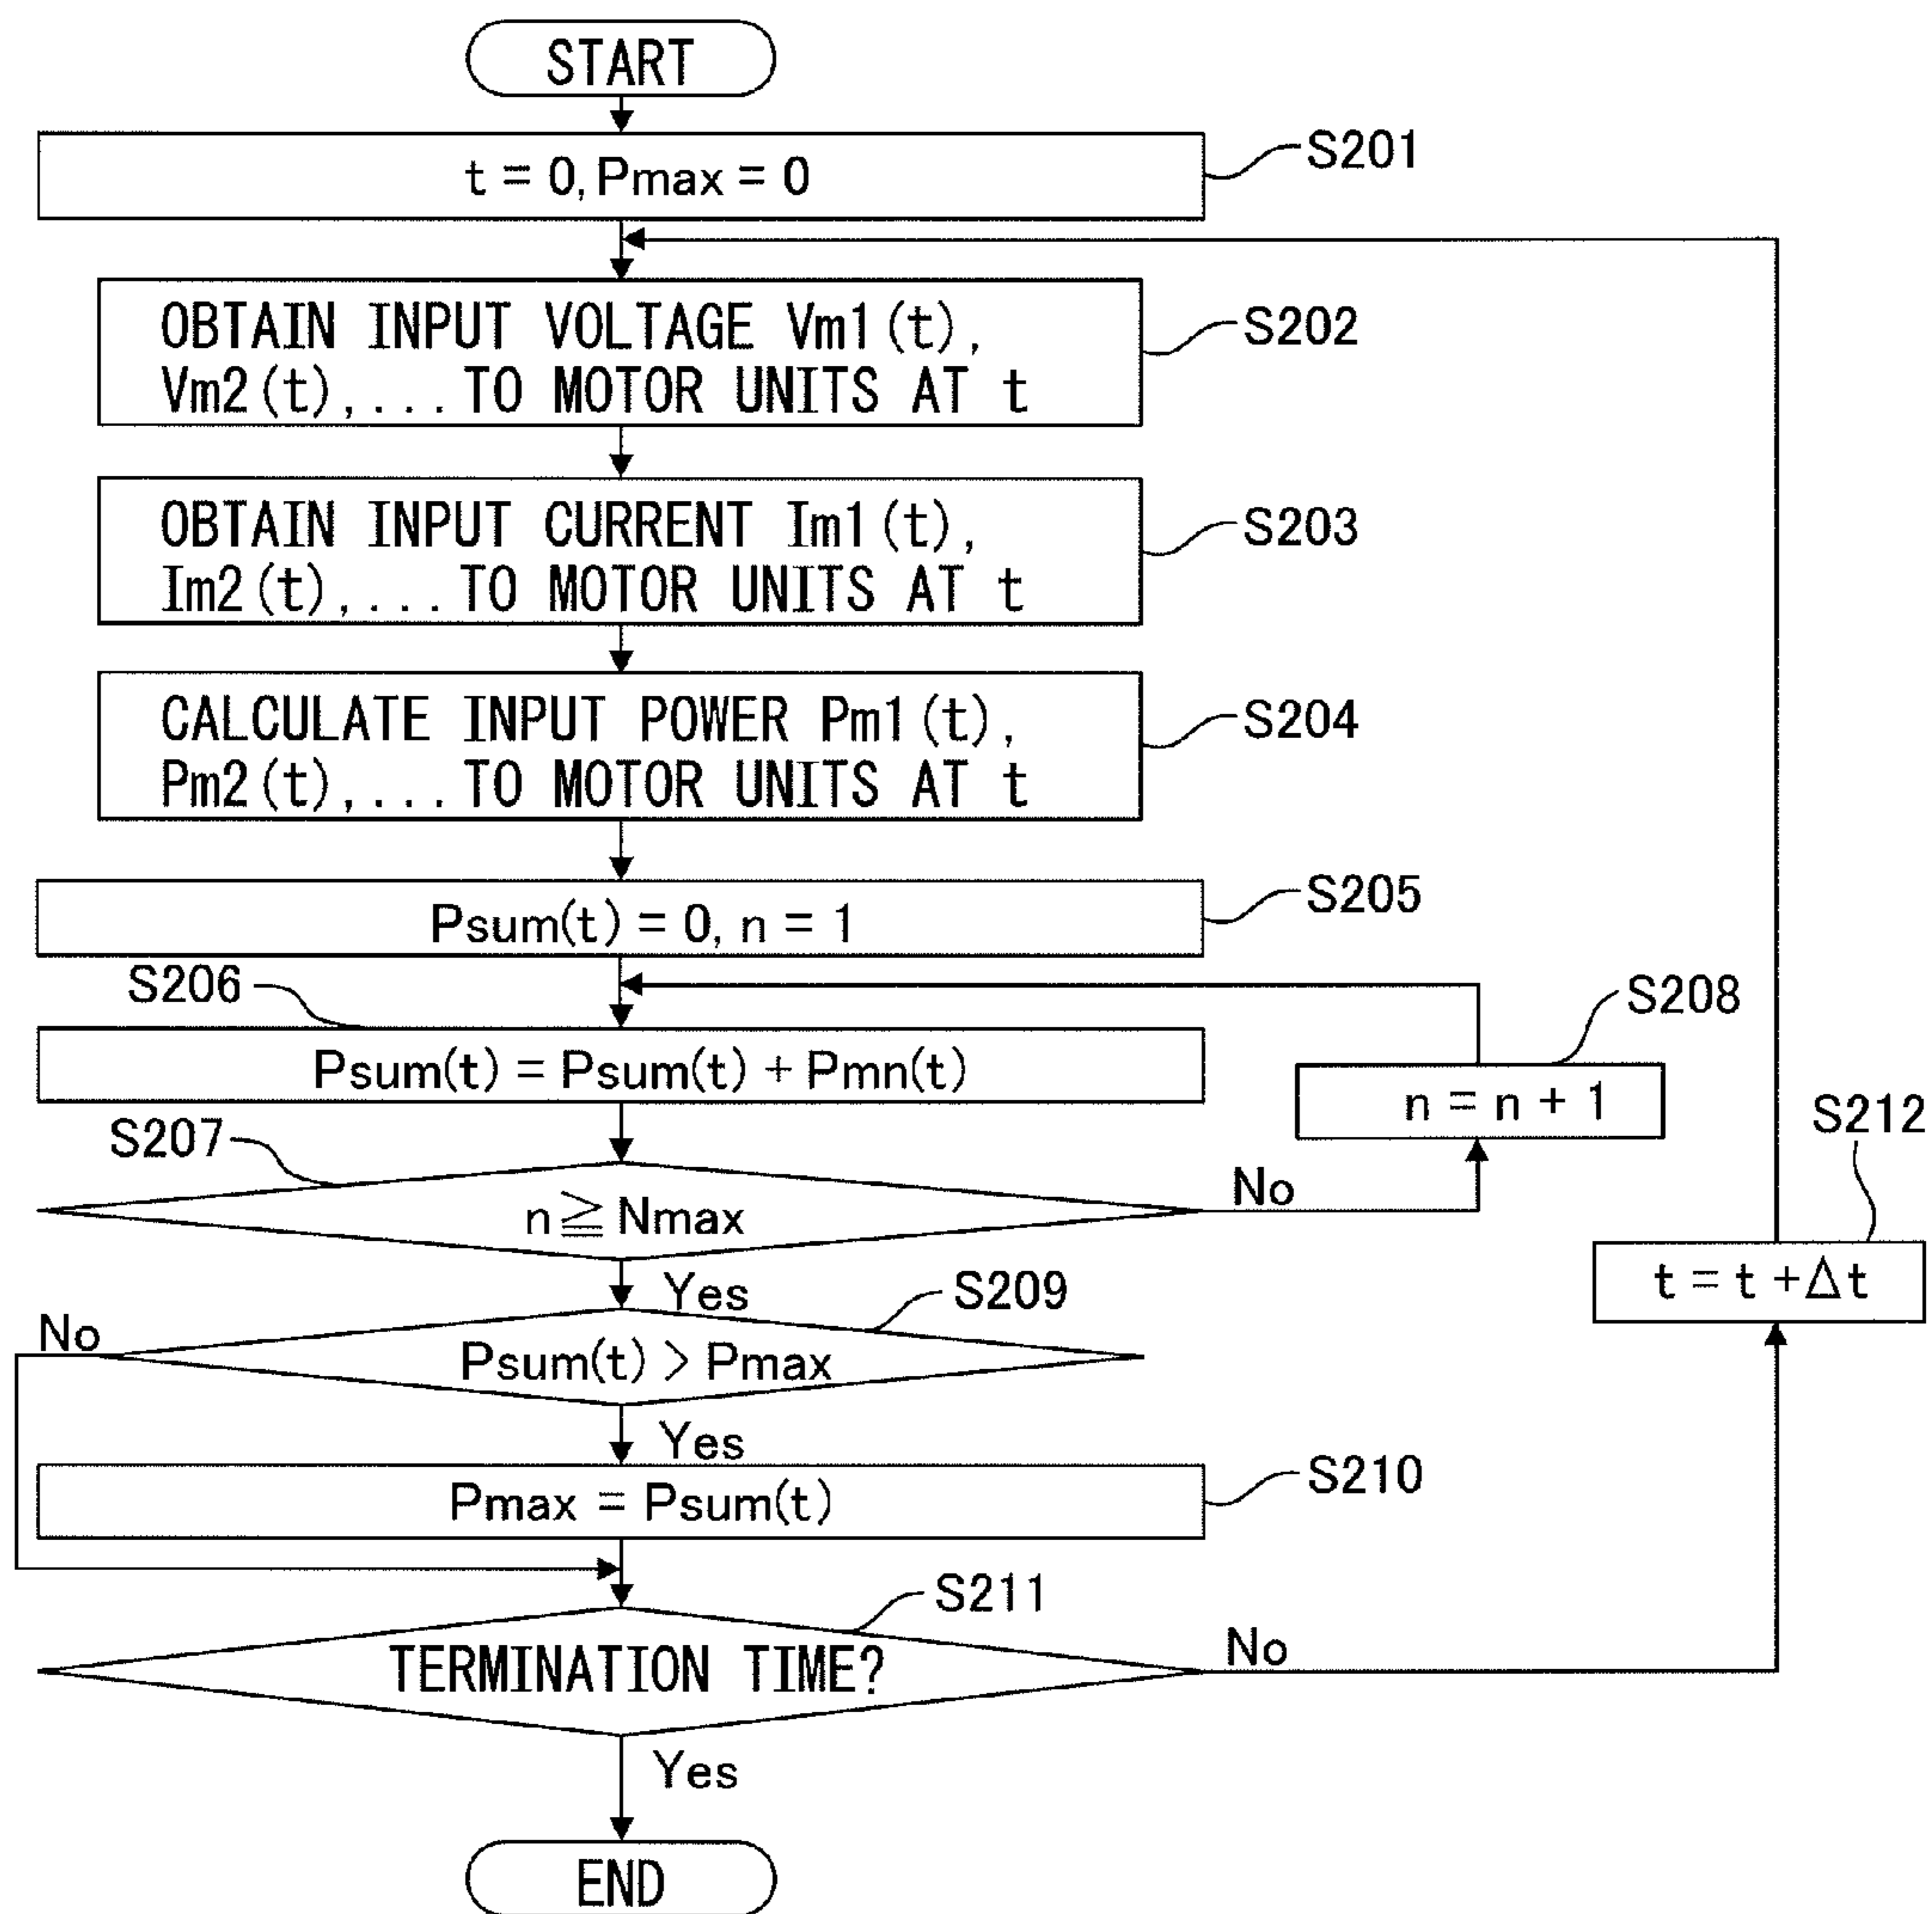 START
t = 0, Pmax = 0
S201
OBTAIN INPUT VOLTAGE Vm1(t),
Vm2(t),...TO MOTOR UNITS AT t
S202
OBTAIN INPUT CURRENT Im1(t),
Im2(t),...TO MOTOR UNITS AT t
S203
CALCULATE INPUT POWER Pm1(t),
Pm2(t),...TO MOTOR UNITS AT t
S204
Psum(t) = 0, n = 1
S205
S206
Psum(t) = Psum(t) + Pmn(t)
S208
n = n + 1
S207
n ≧ Nmax
No
Yes
S212
t = t + Δt
S209
No
Psum(t) > Pmax
Yes
Pmax = Psum(t)
S210
S211
TERMINATION TIME?
No
Yes
END